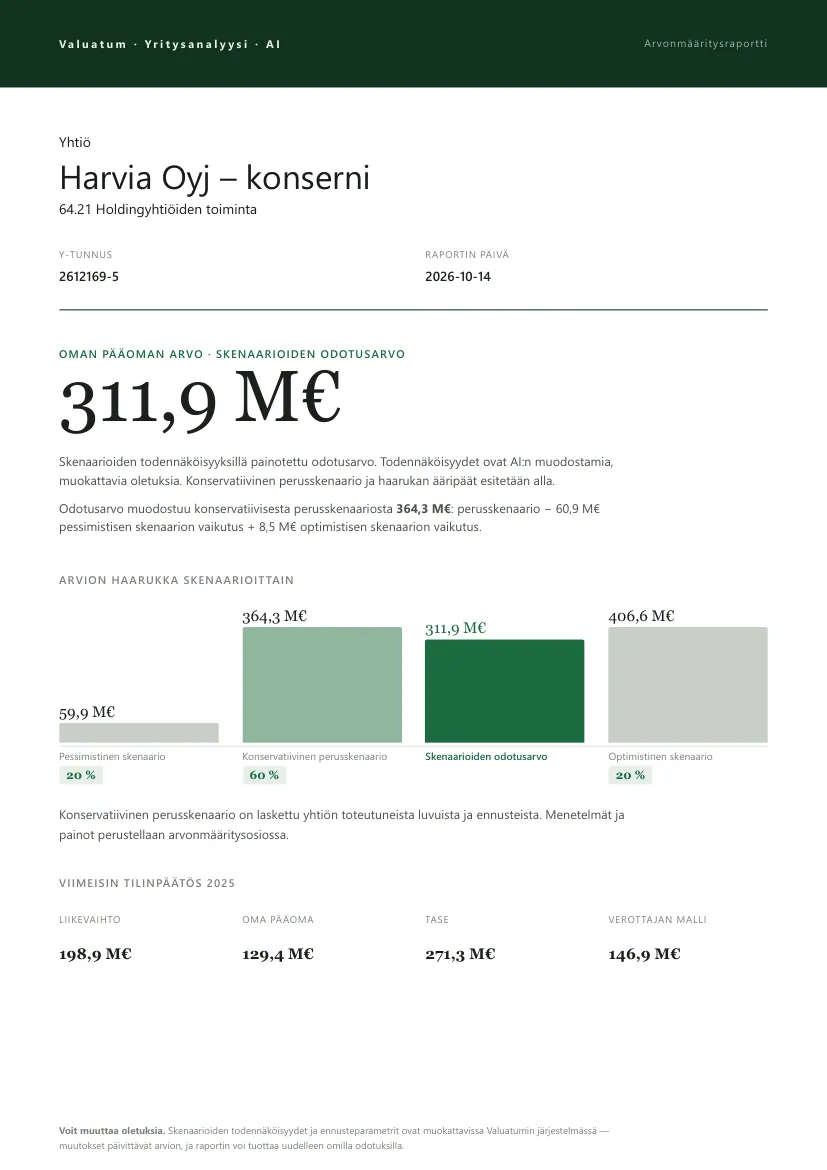 Valuatum · Yritysanalyysi · AI
Arvonmääritysraportti
Yhtiö
Harvia Oyj – konserni
64.21 Holdingyhtiöiden toiminta
Y-TUNNUS
RAPORTIN PÄIVÄ
2612169-5
2026-10-14
OMAN PÄÄOMAN ARVO · SKENAARIOIDEN ODOTUSARVO
311,9 M€
Skenaarioiden todennäköisyyksillä painotettu odotusarvo. Todennäköisyydet ovat AI:n muodostamia,
muokattavia oletuksia. Konservatiivinen perusskenaario ja haarukan ääripäät esitetään alla.
Odotusarvo muodostuu konservatiivisesta perusskenaariosta 364,3 M€: perusskenaario − 60,9 M€
pessimistisen skenaarion vaikutus + 8,5 M€ optimistisen skenaarion vaikutus.
ARVION HAARUKKA SKENAARIOITTAIN
59,9 M€
364,3 M€
311,9 M€
406,6 M€
Pessimistinen skenaario
Konservatiivinen perusskenaario
Skenaarioiden odotusarvo
Optimistinen skenaario
20 %
60 %
20 %
Konservatiivinen perusskenaario on laskettu yhtiön toteutuneista luvuista ja ennusteista. Menetelmät ja
painot perustellaan arvonmääritysosiossa.
VIIMEISIN TILINPÄÄTÖS 2025
LIIKEVAIHTO
OMA PÄÄOMA
TASE
VEROTTAJAN MALLI
198,9 M€
129,4 M€
271,3 M€
146,9 M€
Voit muuttaa oletuksia. Skenaarioiden todennäköisyydet ja ennusteparametrit ovat muokattavissa Valuatumin järjestelmässä —
muutokset päivittävät arvion, ja raportin voi tuottaa uudelleen omilla odotuksilla.